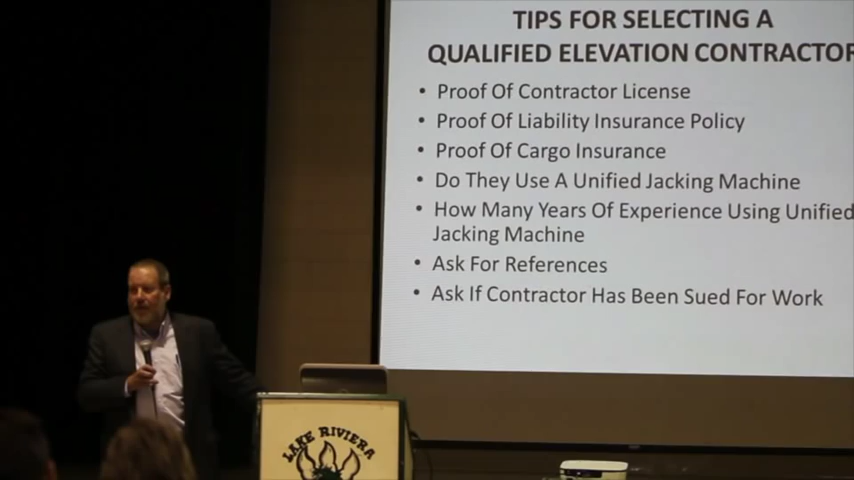 TIPS FOR SELECTING A
QUALIFIED ELEVATION CONTRACTOR
• Proof Of Contractor License
• Proof Of Liability Insurance Policy
• Proof Of Cargo Insurance
• Do They Use A Unified Jacking Machine
• How Many Years Of Experience Using Unified
Jacking Machine
• Ask For References
• Ask If Contractor Has Been Sued For Work
LAKE RIVIERA